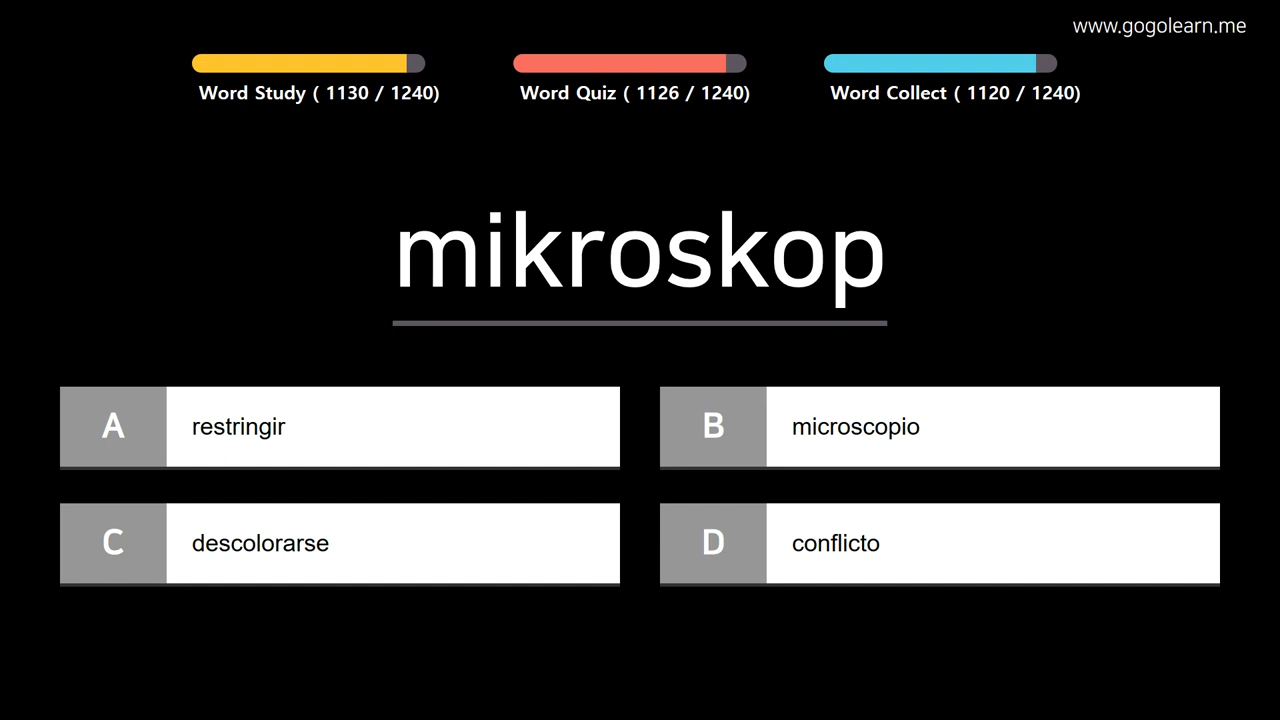 www.gogolearn.me
Word Study ( 1130 / 1240)
Word Quiz ( 1126 / 1240)
Word Collect ( 1120 / 1240)
mikroskop
A restringir
B microscopio
C descolorarse
D conflicto